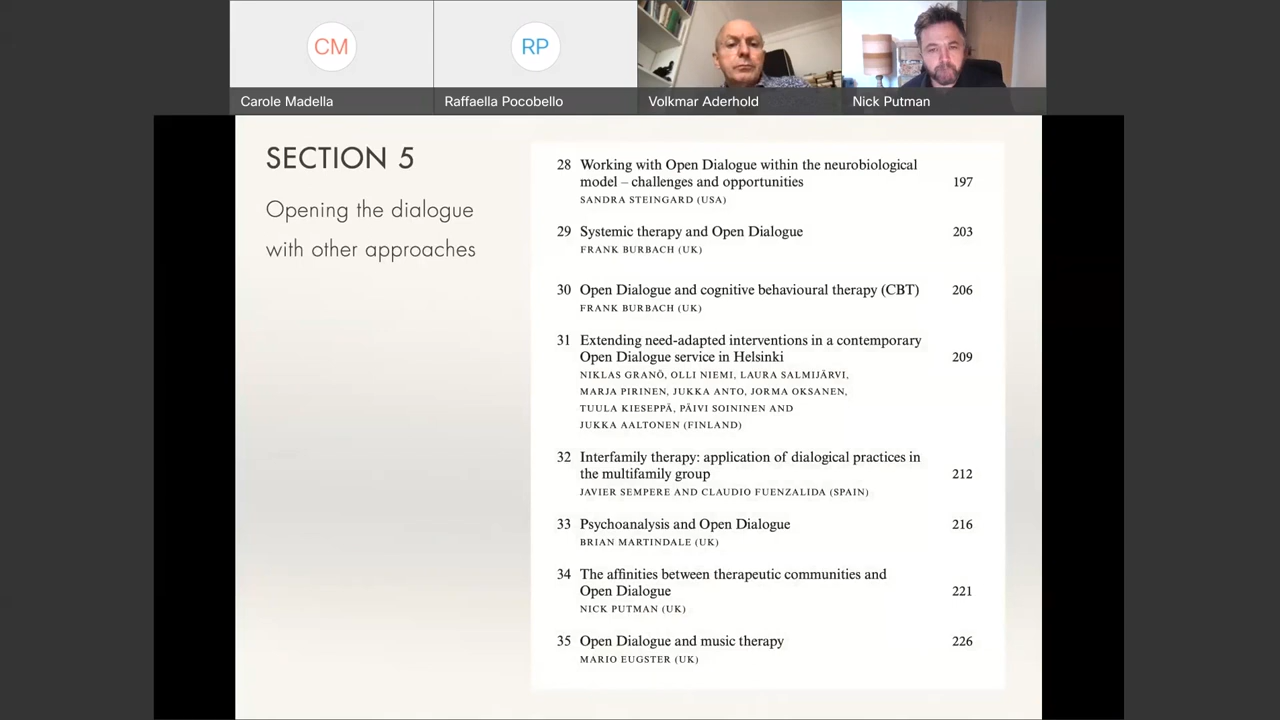 CM
RP
Carole Madella
Raffaella Pocobello
Volkmar Aderhold
Nick Putman
SECTION 5
Opening the dialogue
with other approaches
28 Working with Open Dialogue within the neurobiological
model – challenges and opportunities 197
SANDRA STEINGARD (USA)
29 Systemic therapy and Open Dialogue 203
FRANK BURBACH (UK)
30 Open Dialogue and cognitive behavioural therapy (CBT) 206
FRANK BURBACH (UK)
31 Extending need-adapted interventions in a contemporary
Open Dialogue service in Helsinki 209
NIKLAS GRANÖ, OLLI NIEMI, LAURA SALMIJÄRVI,
MARJA PIRINEN, JUKKA ANTO, JORMA OKSANEN,
TUULA KIESEPPÄ, PÄIVI SOININEN AND
JUKKA AALTONEN (FINLAND)
32 Interfamily therapy: application of dialogical practices in
the multifamily group 212
JAVIER SEMPERE AND CLAUDIO FUENZALIDA (SPAIN)
33 Psychoanalysis and Open Dialogue 216
BRIAN MARTINDALE (UK)
34 The affinities between therapeutic communities and
Open Dialogue 221
NICK PUTMAN (UK)
35 Open Dialogue and music therapy 226
MARIO EUGSTER (UK)